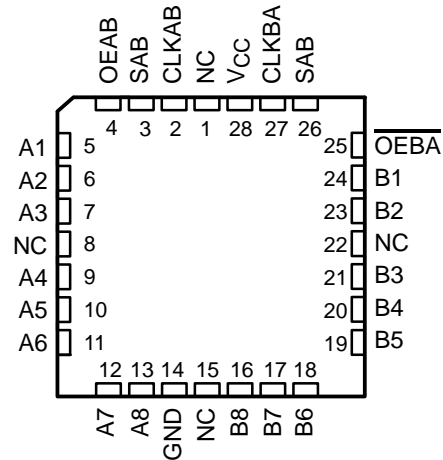 OEAB SAB CLKAB NC VCC CLKBA SAB
4 3 2 1 28 27 26
A1 5 25 OEBA
A2 6 24 B1
A3 7 23 B2
NC 8 22 NC
A4 9 21 B3
A5 10 20 B4
A6 11 19 B5
12 13 14 15 16 17 18
A7 A8 GND NC B8 B7 B6